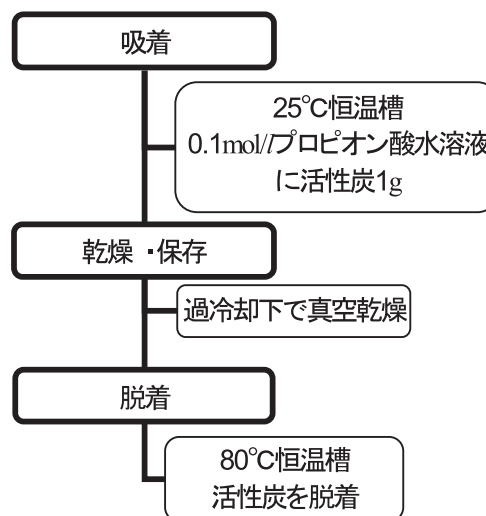 吸着
25℃恒温槽
0.1mol/lプロピオン酸水溶液
に活性炭1g
乾燥・保存
過冷却下で真空乾燥
脱着
80℃恒温槽
活性炭を脱着